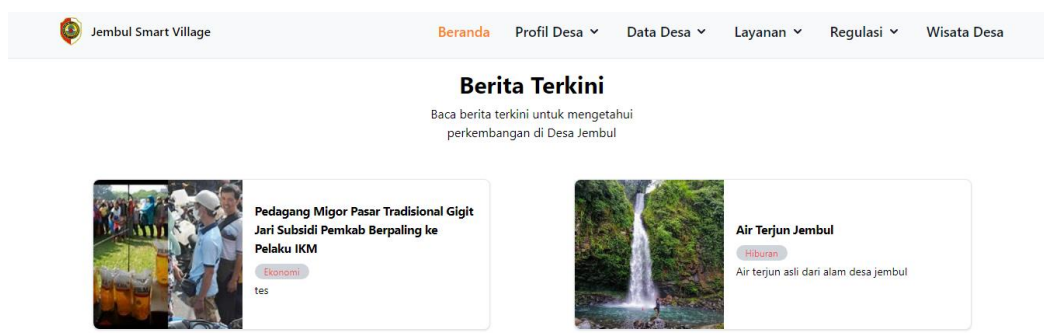 Jembul Smart Village
Beranda Profil Desa Data Desa Layanan Regulasi Wisata Desa
Berita Terkini
Baca berita terkini untuk mengetahui
perkembangan di Desa Jembul
Pedagang Migor Pasar Tradisional Gigit
Jari Subsidi Pemkab Berpaling ke
Pelaku IKM
Ekonomi
tes
Air Terjun Jembul
Hiburan
Air terjun asli dari alam desa jembul